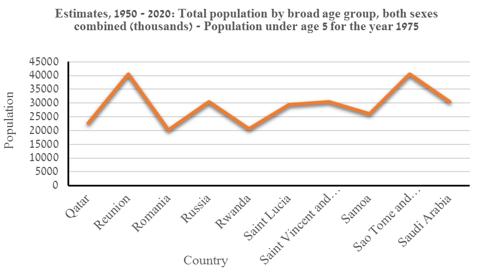 Estimates, 1950 - 2020: Total population by broad age group, both sexes
combined (thousands) - Population under age 5 for the year 1975
Population
45000
40000
35000
30000
25000
20000
15000
10000
5000
0
Qatar
Reunion
Romania
Russia
Rwanda
Saint Lucia
Saint Vincent and...
Samoa
Sao Tome and...
Saudi Arabia
Country